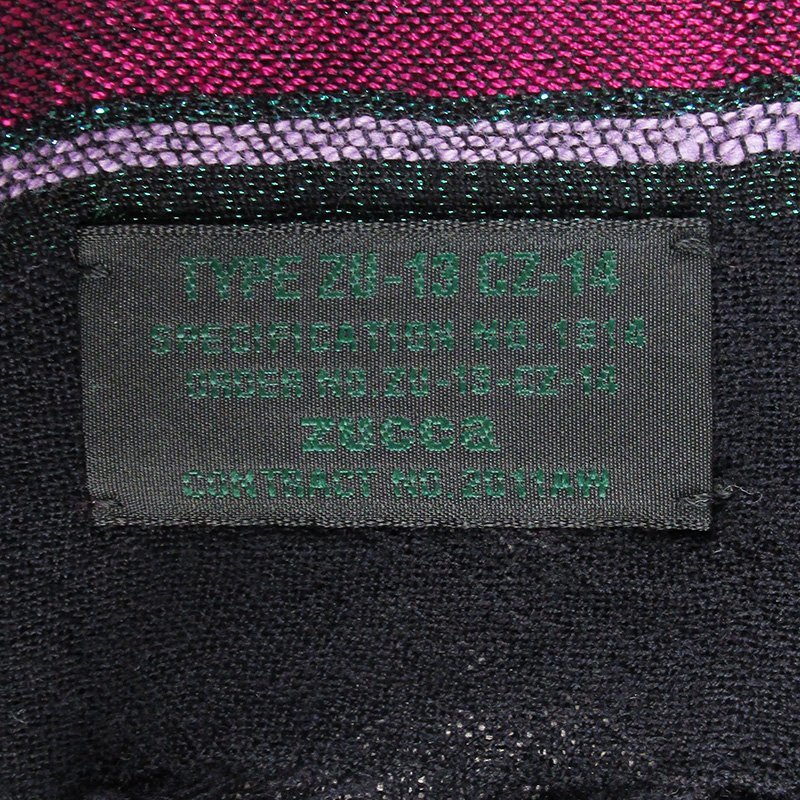 TYPE ZU-13 CZ-14
SPECIFICATION NO.1314
ORDER NO.ZU-13-CZ-14
ZUCCa
CONTRACT NO.2011AW